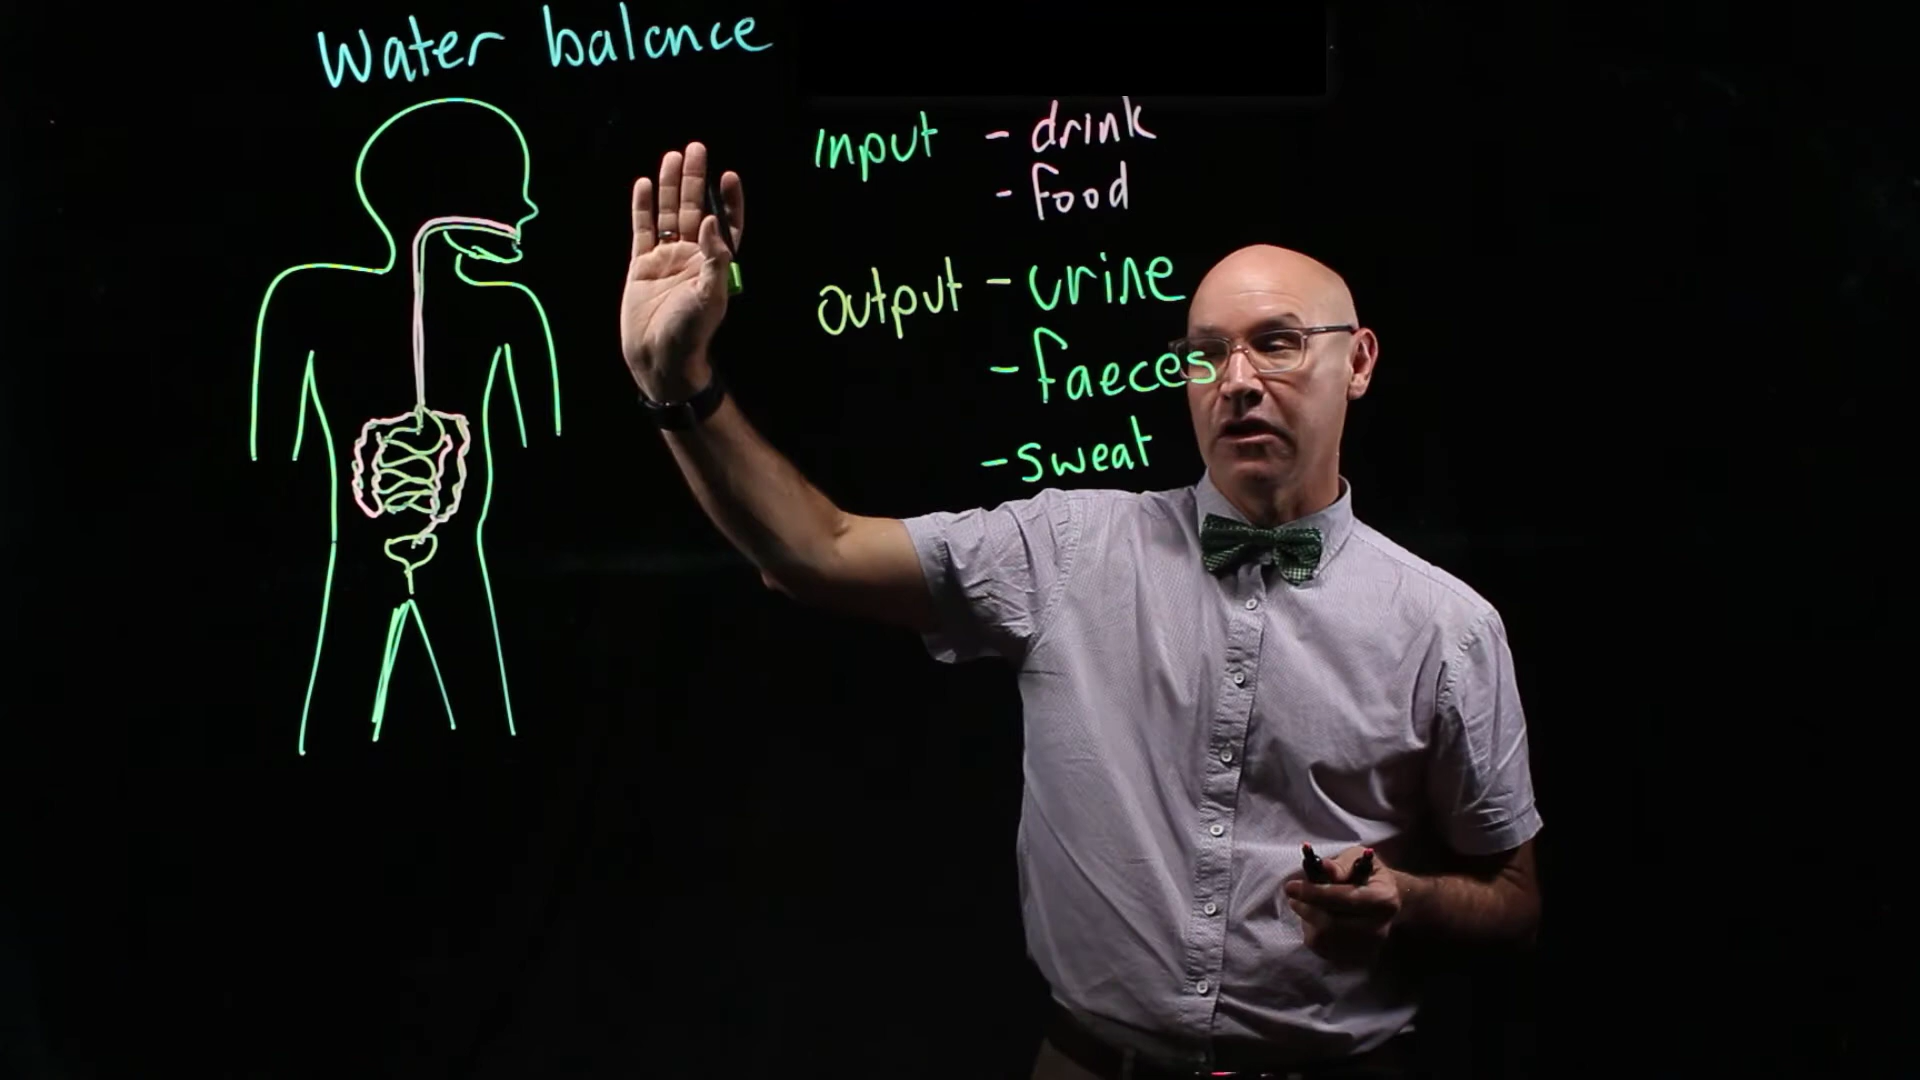 Water balance
input - drink
- food
output - urine
- faeces
- sweat